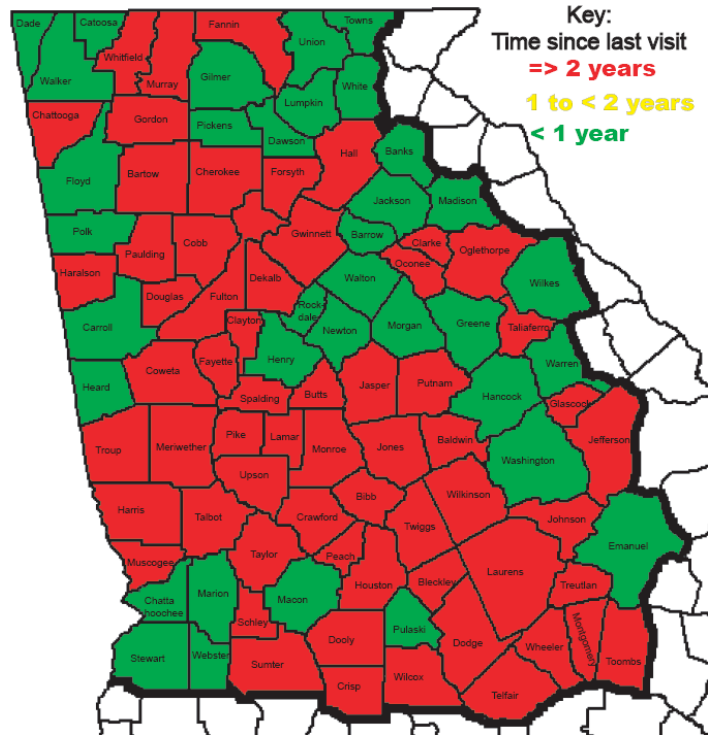 Key:
Time since last visit
=> 2 years
1 to < 2 years
< 1 year
Dade
Catoosa
Fannin
Towns
Union
Whitfield
Murray
Walker
Gilmer
White
Lumpkin
Chattooga
Gordon
Pickens
Dawson
Hall
Banks
Floyd
Bartow
Cherokee
Forsyth
Jackson
Madison
Polk
Gwinnett
Barrow
Clarke
Oglethorpe
Paulding
Cobb
Oconee
Haralson
Dekalb
Walton
Wilkes
Douglas
Fulton
Rock-
dale
Carroll
Clayton
Newton
Morgan
Greene
Taliaferro
Henry
Warren
Heard
Coweta
Fayette
Spalding
Butts
Jasper
Putnam
Hancock
Glascock
Troup
Meriwether
Pike
Lamar
Monroe
Jones
Baldwin
Washington
Jefferson
Upson
Harris
Talbot
Crawford
Bibb
Wilkinson
Twiggs
Johnson
Emanuel
Muscogee
Taylor
Peach
Houston
Bleckley
Laurens
Treutlan
Chatta
hoochee
Marion
Macon
Schley
Pulaski
Dooly
Dodge
Wheeler
Montgomery
Toombs
Stewart
Webster
Sumter
Crisp
Wilcox
Telfair